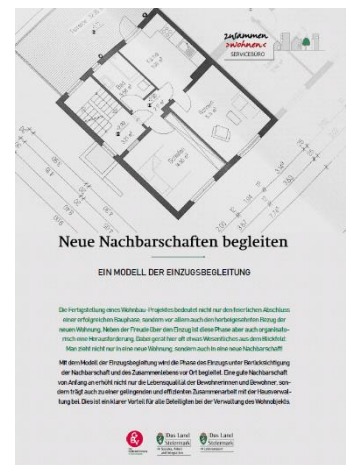 zusammen
>wohnen<
SERVICEBÜRO
Küche
Bad
Wohnen
Schlafen
Neue Nachbarschaften begleiten
EIN MODELL DER EINZUGSBEGLEITUNG
Die Fertigstellung eines Wohnbau-Projektes bedeutet nicht nur den feierlichen Abschluss
einer erfolgreichen Bauphase, sondern vor allem auch den herbeigesehnten Bezug der
neuen Wohnung. Neben der Freude über den Einzug ist diese Phase aber auch organisato-
risch eine Herausforderung. Dabei gerät hier oft etwas Wesentliches aus dem Blickfeld:
Man zieht nicht nur in eine neue Wohnung, sondern auch in eine neue Nachbarschaft!
Mit dem Modell der Einzugsbegleitung wird die Phase des Einzugs unter Berücksichtigung
der Nachbarschaft und des Zusammenlebens vor Ort begleitet. Eine gute Nachbarschaft
von Anfang an erhöht nicht nur die Lebensqualität der Bewohnerinnen und Bewohner, son-
dern trägt auch zu einer gelingenden und effizienten Zusammenarbeit mit der Hausverwal-
tung bei. Dies ist ein klarer Vorteil für alle Beteiligten bei der Verwaltung des Wohnobjekts.
Das Land
Steiermark
Das Land
Steiermark